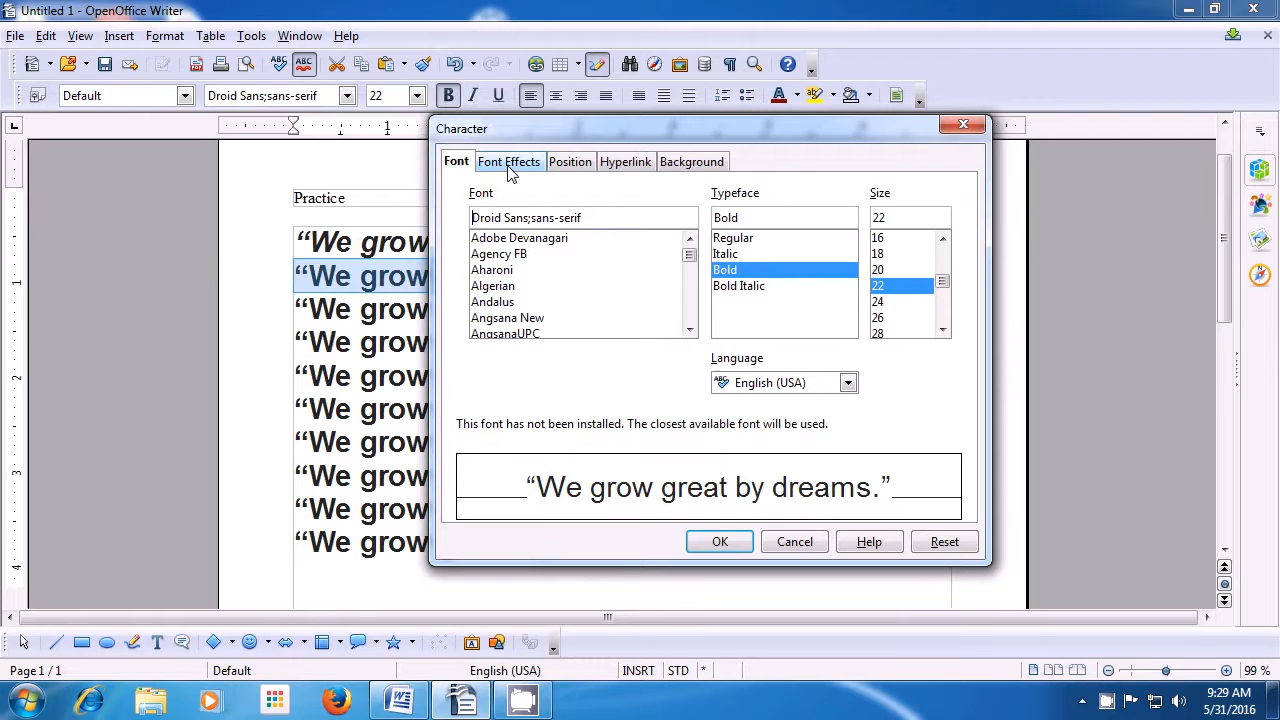 Untitled 1 - OpenOffice Writer
File Edit View Insert Format Table Tools Window Help
Default Droid Sans;sans-serif 22 B I U
Character
Font Font Effects Position Hyperlink Background
Font Typeface Size
Droid Sans;sans-serif Bold 22
Adobe Devanagari Regular 16
Agency FB Italic 18
Aharoni Bold 20
Algerian Bold Italic 22
Andalus 24
Angsana New 26
AngsanaUPC 28
Language
English (USA)
This font has not been installed. The closest available font will be used.
“We grow great by dreams.”
OK Cancel Help Reset
1
Practice
“We grow
“We grow
“We grow
“We grow
“We grow
“We grow
“We grow
“We grow
“We grow
“We grow
1
2
3
4
Page 1 / 1 Default English (USA) INSRT STD * 99 %
9:29 AM
5/31/2016